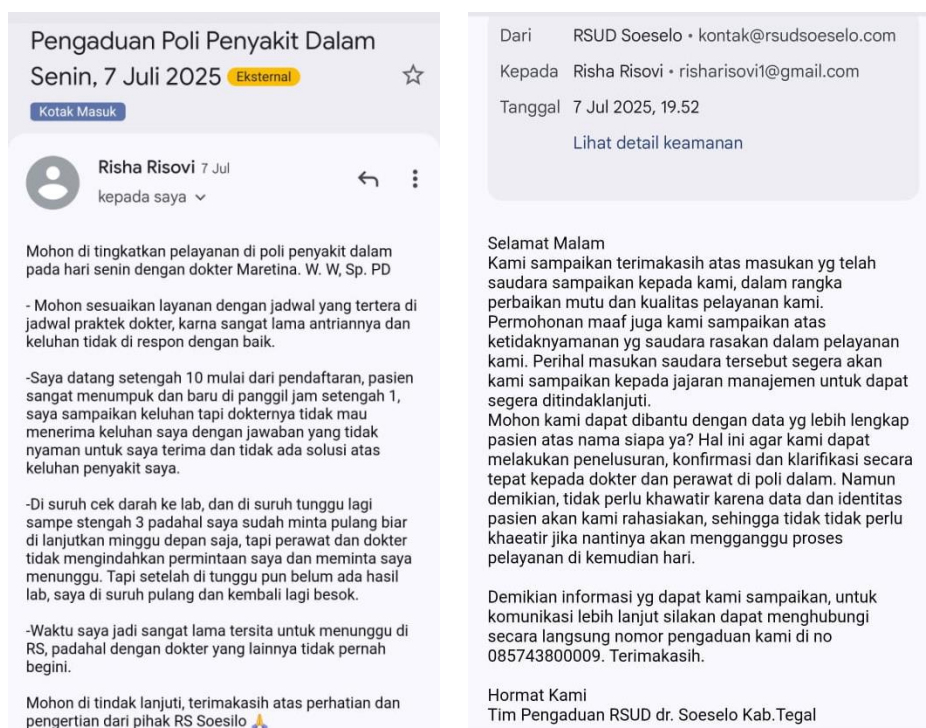 Pengaduan Poli Penyakit Dalam
Senin, 7 Juli 2025 Eksternal
Kotak Masuk
Risha Risovi 7 Jul
kepada saya
Mohon di tingkatkan pelayanan di poli penyakit dalam
pada hari senin dengan dokter Maretina. W. W, Sp. PD
- Mohon sesuaikan layanan dengan jadwal yang tertera di
jadwal praktek dokter, karna sangat lama antriannya dan
keluhan tidak di respon dengan baik.
-Saya datang setengah 10 mulai dari pendaftaran, pasien
sangat menumpuk dan baru di panggil jam setengah 1,
saya sampaikan keluhan tapi dokternya tidak mau
menerima keluhan saya dengan jawaban yang tidak
nyaman untuk saya terima dan tidak ada solusi atas
keluhan penyakit saya.
-Di suruh cek darah ke lab, dan di suruh tunggu lagi
sampe stengah 3 padahal saya sudah minta pulang biar
di lanjutkan minggu depan saja, tapi perawat dan dokter
tidak mengindahkan permintaan saya dan meminta saya
menunggu. Tapi setelah di tunggu pun belum ada hasil
lab, saya di suruh pulang dan kembali lagi besok.
-Waktu saya jadi sangat lama tersita untuk menunggu di
RS, padahal dengan dokter yang lainnya tidak pernah
begini.
Mohon di tindak lanjuti, terimakasih atas perhatian dan
pengertian dari pihak RS Soesilo 🙏
Dari RSUD Soeselo • kontak@rsudsoeselo.com
Kepada Risha Risovi • risharisovi1@gmail.com
Tanggal 7 Jul 2025, 19.52
Lihat detail keamanan
Selamat Malam
Kami sampaikan terimakasih atas masukan yg telah
saudara sampaikan kepada kami, dalam rangka
perbaikan mutu dan kualitas pelayanan kami.
Permohonan maaf juga kami sampaikan atas
ketidaknyamanan yg saudara rasakan dalam pelayanan
kami. Perihal masukan saudara tersebut segera akan
kami sampaikan kepada jajaran manajemen untuk dapat
segera ditindaklanjuti.
Mohon kami dapat dibantu dengan data yg lebih lengkap
pasien atas nama siapa ya? Hal ini agar kami dapat
melakukan penelusuran, konfirmasi dan klarifikasi secara
tepat kepada dokter dan perawat di poli dalam. Namun
demikian, tidak perlu khawatir karena data dan identitas
pasien akan kami rahasiakan, sehingga tidak tidak perlu
khaeatir jika nantinya akan mengganggu proses
pelayanan di kemudian hari.
Demikian informasi yg dapat kami sampaikan, untuk
komunikasi lebih lanjut silakan dapat menghubungi
secara langsung nomor pengaduan kami di no
085743800009. Terimakasih.
Hormat Kami
Tim Pengaduan RSUD dr. Soeselo Kab.Tegal